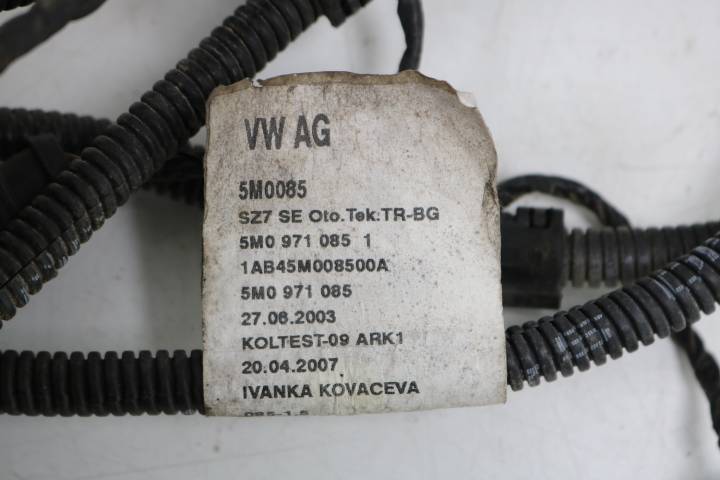 VW AG
5M0085
SZ7 SE Oto.Tek.TR-BG
5M0 971 085 1
1AB45M008500A
5M0 971 085
27.06.2003
KOLTEST-09 ARK1
20.04.2007
IVANKA KOVACEVA